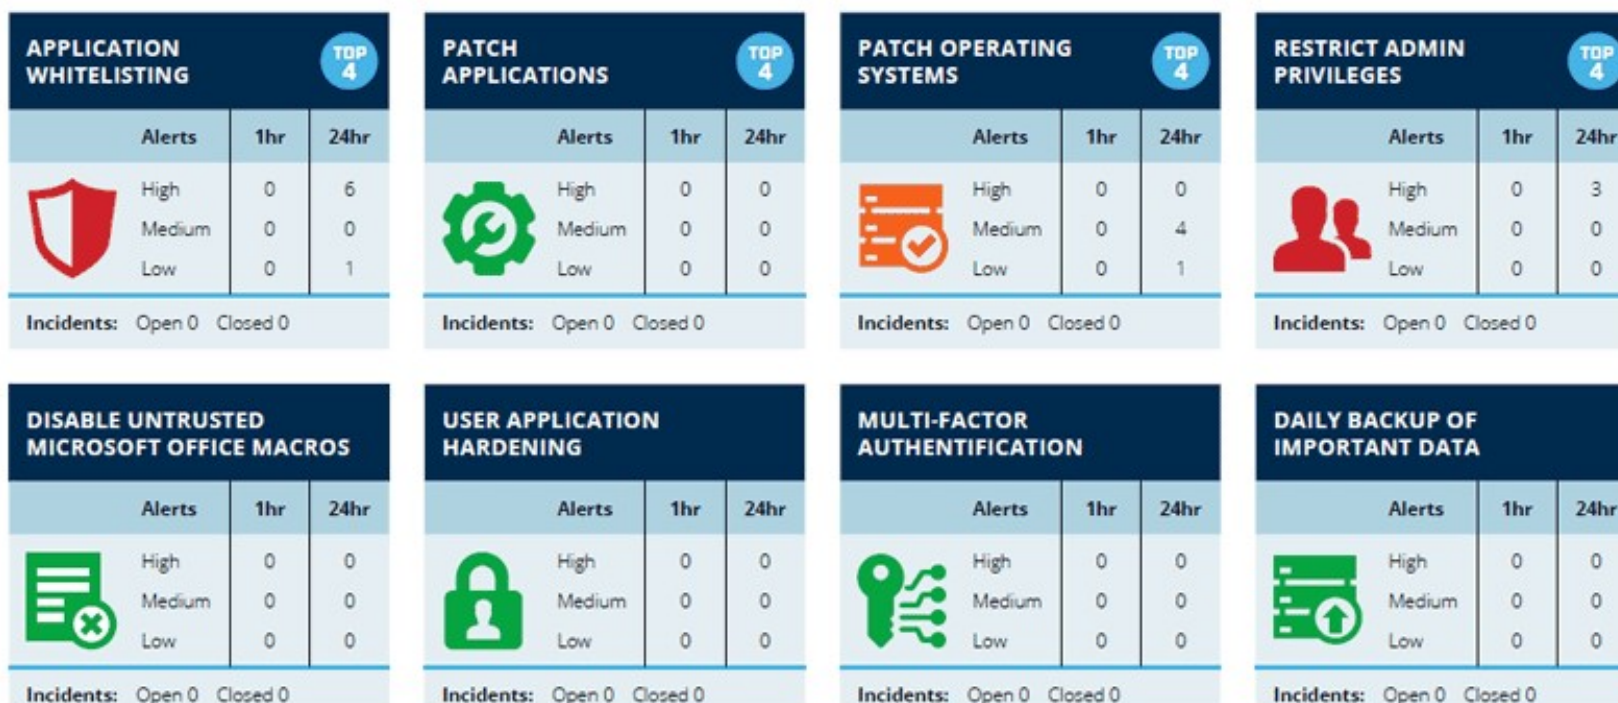 APPLICATION WHITELISTING TOP 4
Alerts 1hr 24hr
High 0 6
Medium 0 0
Low 0 1
Incidents: Open 0 Closed 0
PATCH APPLICATIONS TOP 4
Alerts 1hr 24hr
High 0 0
Medium 0 0
Low 0 0
Incidents: Open 0 Closed 0
PATCH OPERATING SYSTEMS TOP 4
Alerts 1hr 24hr
High 0 0
Medium 0 4
Low 0 1
Incidents: Open 0 Closed 0
RESTRICT ADMIN PRIVILEGES TOP 4
Alerts 1hr 24hr
High 0 3
Medium 0 0
Low 0 0
Incidents: Open 0 Closed 0
DISABLE UNTRUSTED MICROSOFT OFFICE MACROS
Alerts 1hr 24hr
High 0 0
Medium 0 0
Low 0 0
Incidents: Open 0 Closed 0
USER APPLICATION HARDENING
Alerts 1hr 24hr
High 0 0
Medium 0 0
Low 0 0
Incidents: Open 0 Closed 0
MULTI-FACTOR AUTHENTIFICATION
Alerts 1hr 24hr
High 0 0
Medium 0 0
Low 0 0
Incidents: Open 0 Closed 0
DAILY BACKUP OF IMPORTANT DATA
Alerts 1hr 24hr
High 0 0
Medium 0 0
Low 0 0
Incidents: Open 0 Closed 0